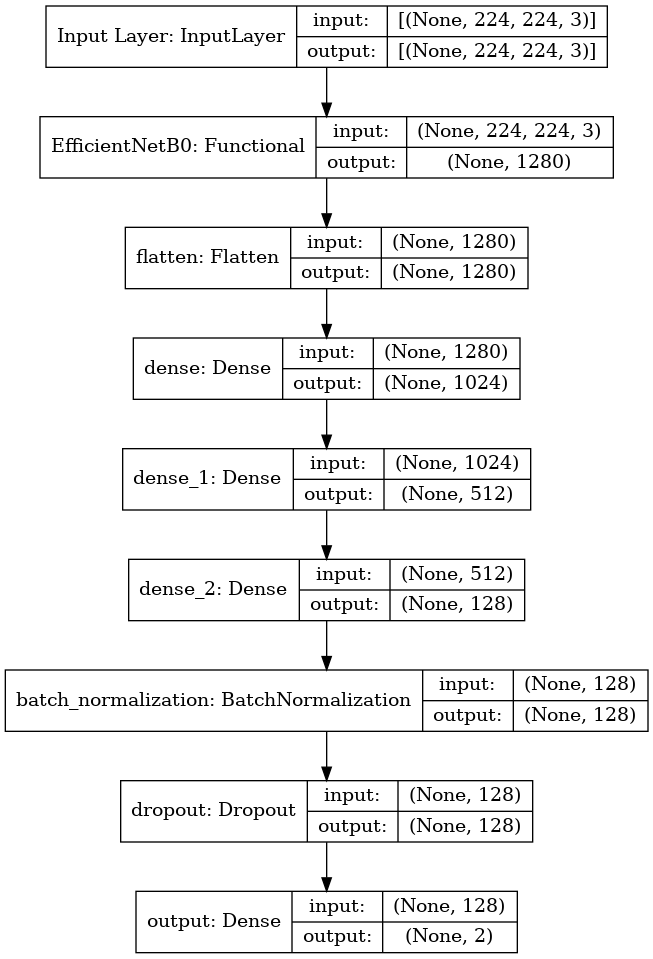 Input Layer: InputLayer input: [(None, 224, 224, 3)]
output: [(None, 224, 224, 3)]
EfficientNetB0: Functional input: (None, 224, 224, 3)
output: (None, 1280)
flatten: Flatten input: (None, 1280)
output: (None, 1280)
dense: Dense input: (None, 1280)
output: (None, 1024)
dense_1: Dense input: (None, 1024)
output: (None, 512)
dense_2: Dense input: (None, 512)
output: (None, 128)
batch_normalization: BatchNormalization input: (None, 128)
output: (None, 128)
dropout: Dropout input: (None, 128)
output: (None, 128)
output: Dense input: (None, 128)
output: (None, 2)